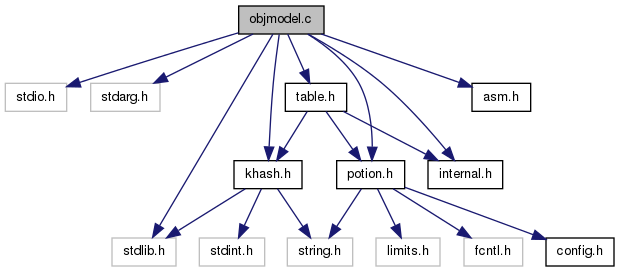 objmodel.c
stdio.h
stdarg.h
table.h
asm.h
khash.h
potion.h
internal.h
stdlib.h
stdint.h
string.h
limits.h
fcntl.h
config.h